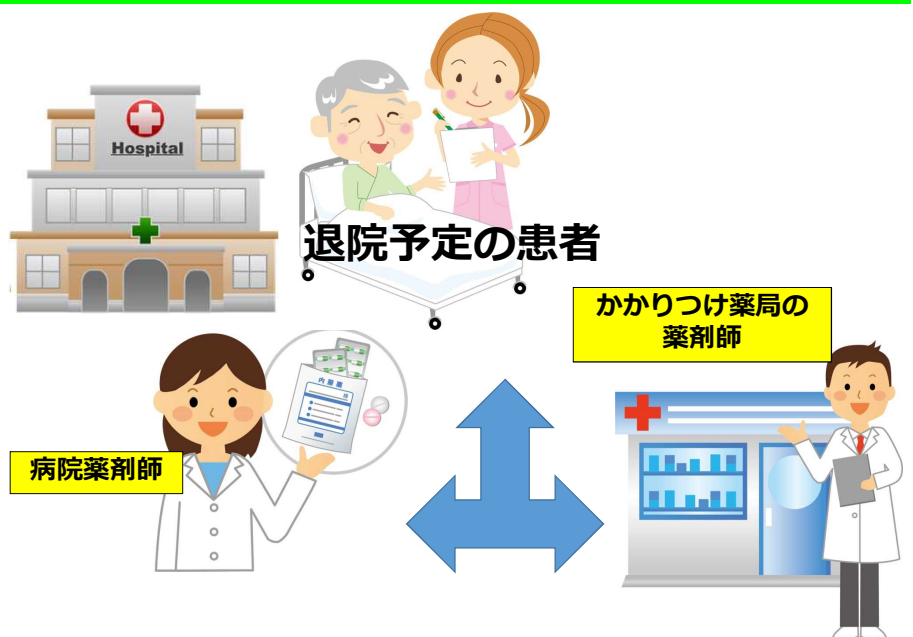 Hospital
退院予定の患者
かかりつけ薬局の
薬剤師
内服薬
病院薬剤師